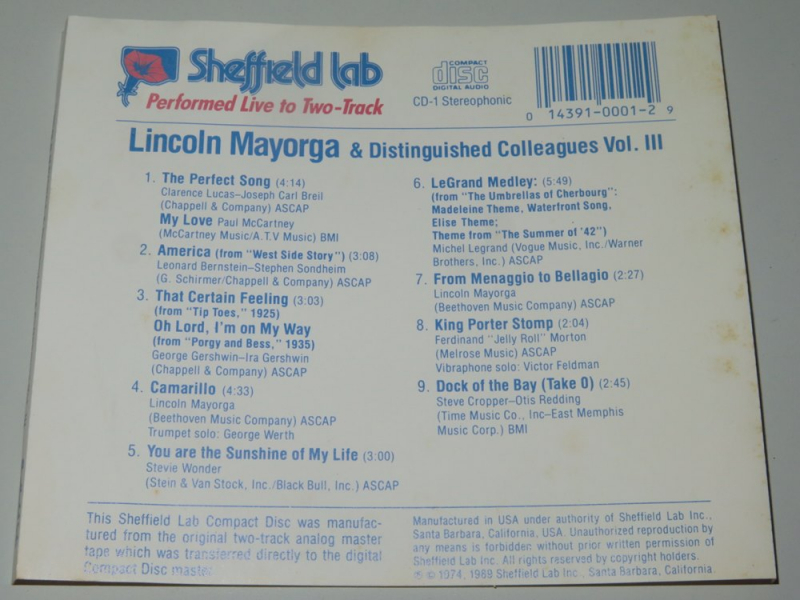 Sheffield Lab
Performed Live to Two-Track
COMPACT
disc
DIGITAL AUDIO
CD-1 Stereophonic
0 14391-0001-2 9
Lincoln Mayorga & Distinguished Colleagues Vol. III
1. The Perfect Song (4:14)
Clarence Lucas–Joseph Carl Breil
(Chappell & Company) ASCAP
My Love Paul McCartney
(McCartney Music/A.T.V Music) BMI
2. America (from "West Side Story") (3:08)
Leonard Bernstein–Stephen Sondheim
(G. Schirmer/Chappell & Company) ASCAP
3. That Certain Feeling (3:03)
(from "Tip Toes," 1925)
Oh Lord, I'm on My Way
(from "Porgy and Bess," 1935)
George Gershwin–Ira Gershwin
(Chappell & Company) ASCAP
4. Camarillo (4:33)
Lincoln Mayorga
(Beethoven Music Company) ASCAP
Trumpet solo: George Werth
5. You are the Sunshine of My Life (3:00)
Stevie Wonder
(Stein & Van Stock, Inc./Black Bull, Inc.) ASCAP
6. LeGrand Medley: (5:49)
(from "The Umbrellas of Cherbourg":
Madeleine Theme, Waterfront Song,
Elise Theme;
Theme from "The Summer of '42")
Michel Legrand (Vogue Music, Inc./Warner
Brothers, Inc.) ASCAP
7. From Menaggio to Bellagio (2:27)
Lincoln Mayorga
(Beethoven Music Company) ASCAP
8. King Porter Stomp (2:04)
Ferdinand "Jelly Roll" Morton
(Melrose Music) ASCAP
Vibraphone solo: Victor Feldman
9. Dock of the Bay (Take 0) (2:45)
Steve Cropper–Otis Redding
(Time Music Co., Inc–East Memphis
Music Corp.) BMI
This Sheffield Lab Compact Disc was manufac-
tured from the original two-track analog master
tape which was transferred directly to the digital
Compact Disc master
Manufactured in USA under authority of Sheffield Lab Inc.,
Santa Barbara, California, USA. Unauthorized reproduction by
any means is forbidden without prior written permission of
Sheffield Lab Inc. All rights reserved by copyright holders.
℗ © 1974, 1989 Sheffield Lab Inc., Santa Barbara, California.